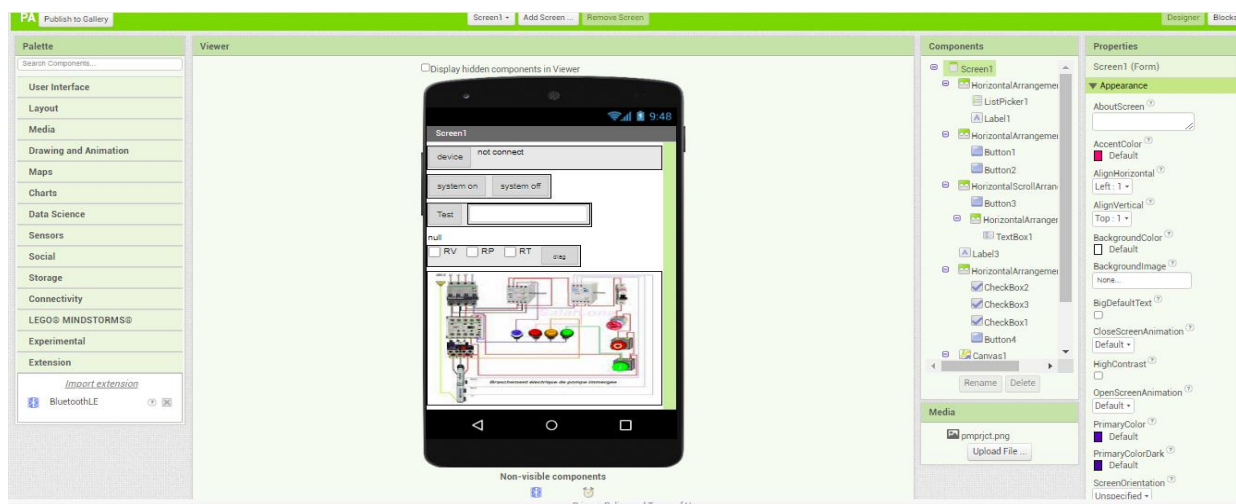 PA Publish to Gallery Screen1 Add Screen ... Remove Screen Designer Blocks
Palette
Search Components...
User Interface
Layout
Media
Drawing and Animation
Maps
Charts
Data Science
Sensors
Social
Storage
Connectivity
LEGO® MINDSTORMS®
Experimental
Extension
Import extension
BluetoothLE
Viewer
Display hidden components in Viewer
9:48
Screen1
device not connect
system on system off
Test
null
RV RP RT diag
Branchement électrique de pompe immergée
Non-visible components
Components
Screen1
HorizontalArrangemen
ListPicker1
A Label1
HorizontalArrangemen
Button1
Button2
HorizontalScrollArran
Button3
HorizontalArranger
TextBox1
A Label3
HorizontalArrangemen
CheckBox2
CheckBox3
CheckBox1
Button4
Canvas1
Rename Delete
Media
pmprjct.png
Upload File ...
Properties
Screen1 (Form)
Appearance
AboutScreen
AccentColor
Default
AlignHorizontal
Left : 1
AlignVertical
Top : 1
BackgroundColor
Default
BackgroundImage
None...
BigDefaultText
CloseScreenAnimation
Default
HighContrast
OpenScreenAnimation
Default
PrimaryColor
Default
PrimaryColorDark
Default
ScreenOrientation
Unspecified